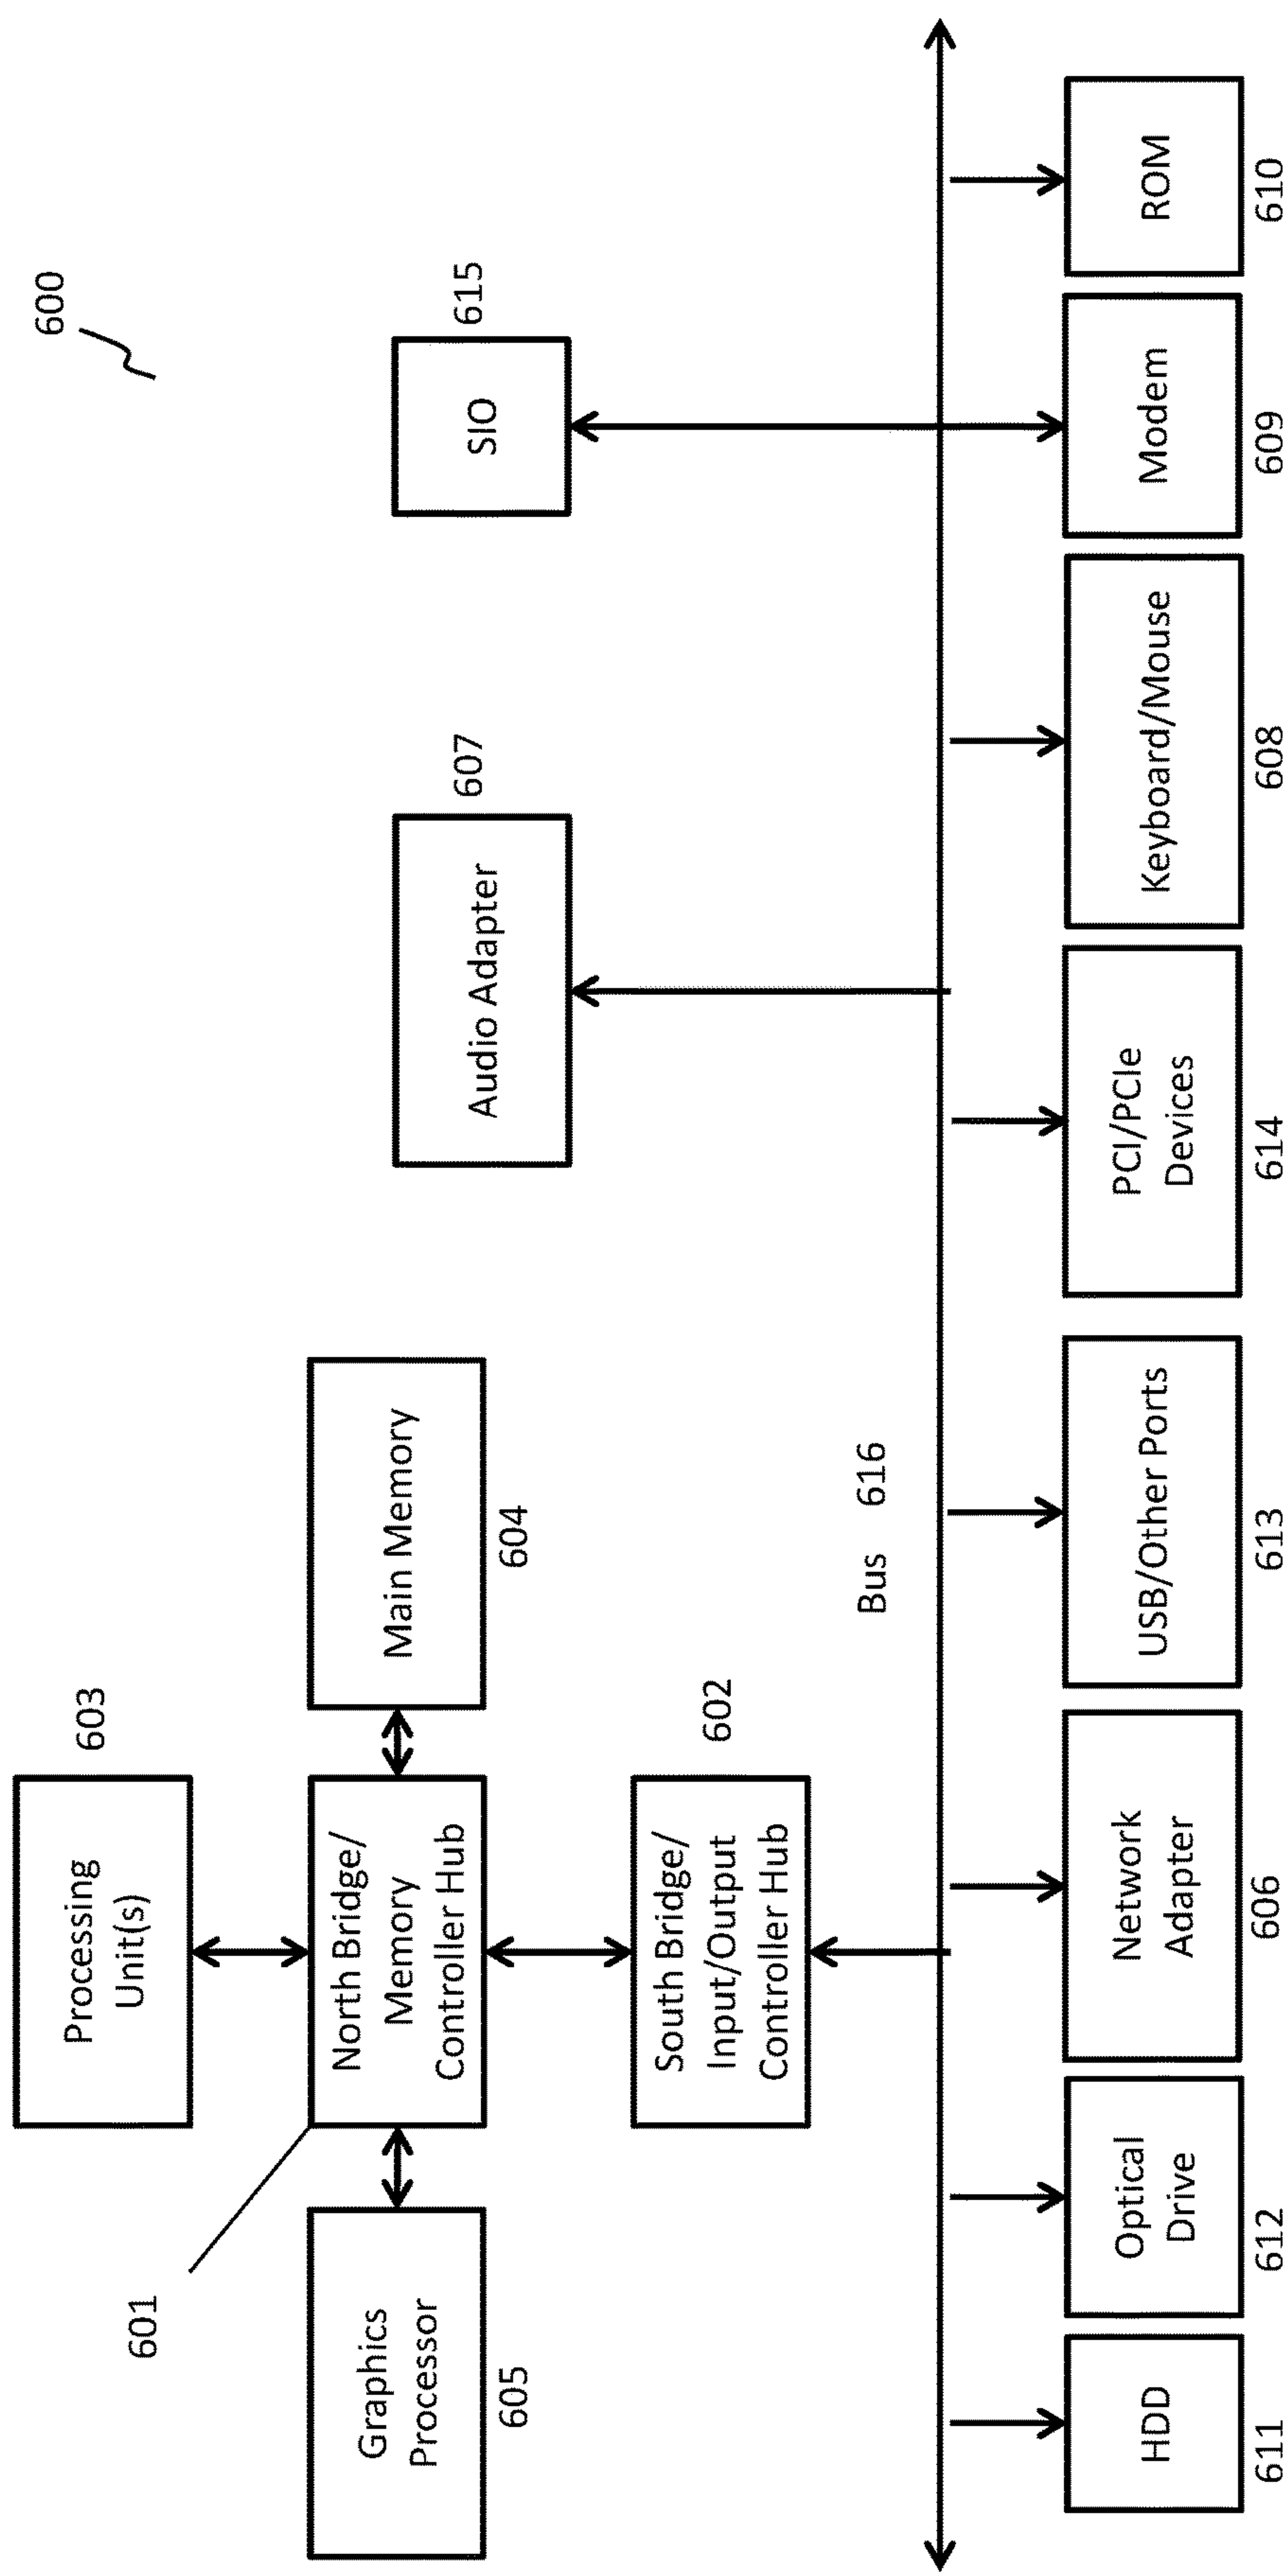 600
603
Processing
Unit(s)
601
Graphics
Processor
605
North Bridge/
Memory
Controller Hub
Main Memory
604
Audio Adapter
607
SIO
615
South Bridge/
Input/Output
Controller Hub
602
Bus 616
HDD
611
Optical
Drive
612
Network
Adapter
606
USB/Other Ports
613
PCI/PCIe
Devices
614
Keyboard/Mouse
608
Modem
609
ROM
610